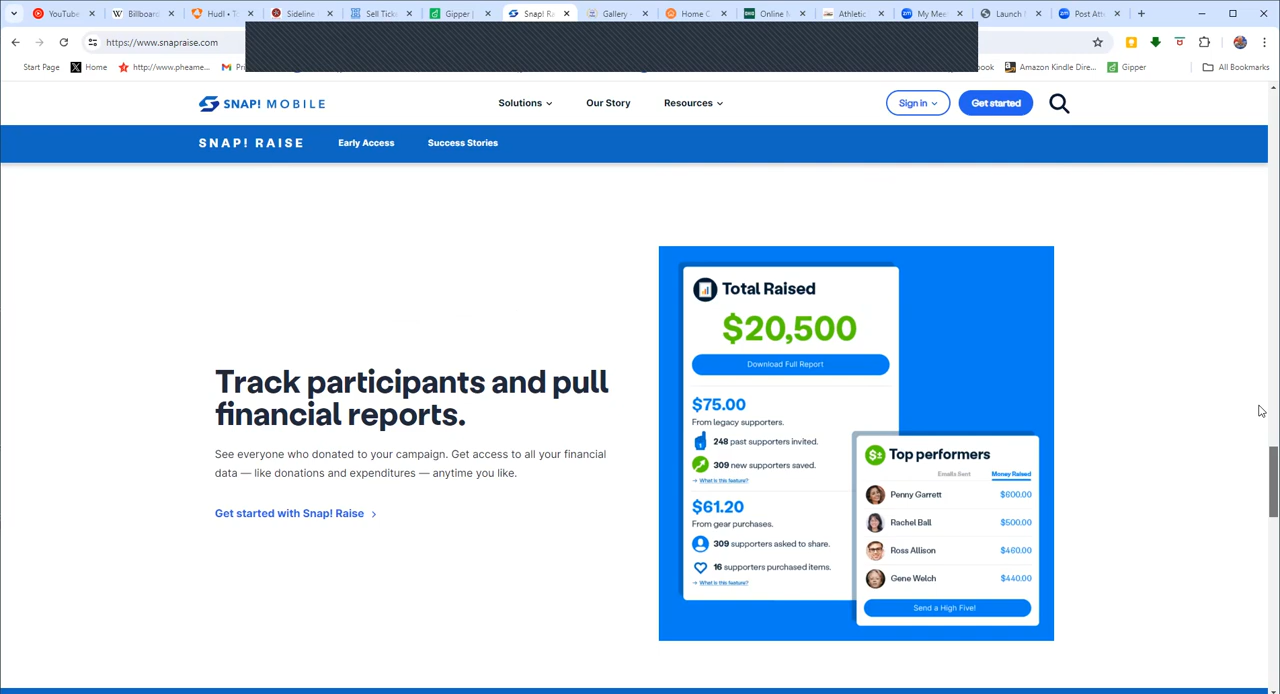 YouTube
Billboard
Hudl • T
Sideline
Sell Tick
Gipper |
Snap! Ra
Gallery -
Home C
Online M
Athletic
My Mee
Launch
Post Att
https://www.snapraise.com
Start Page
Home
http://www.pheame...
Pri
ook
Amazon Kindle Dire...
Gipper
All Bookmarks
SNAP! MOBILE
Solutions
Our Story
Resources
Sign in
Get started
SNAP! RAISE
Early Access
Success Stories
Track participants and pull
financial reports.
See everyone who donated to your campaign. Get access to all your financial
data — like donations and expenditures — anytime you like.
Get started with Snap! Raise
Total Raised
$20,500
Download Full Report
$75.00
From legacy supporters.
248 past supporters invited.
309 new supporters saved.
What is this feature?
$61.20
From gear purchases.
309 supporters asked to share.
16 supporters purchased items.
What is this feature?
Top performers
Emails Sent
Money Raised
Penny Garrett
$600.00
Rachel Ball
$500.00
Ross Allison
$460.00
Gene Welch
$440.00
Send a High Five!